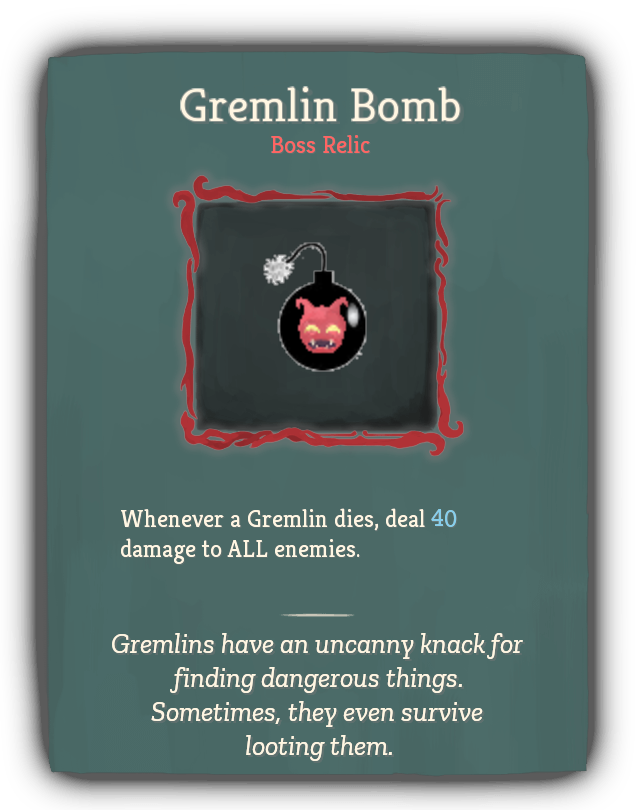 Gremlin Bomb
Boss Relic
Whenever a Gremlin dies, deal 40
damage to ALL enemies.
Gremlins have an uncanny knack for
finding dangerous things.
Sometimes, they even survive
looting them.